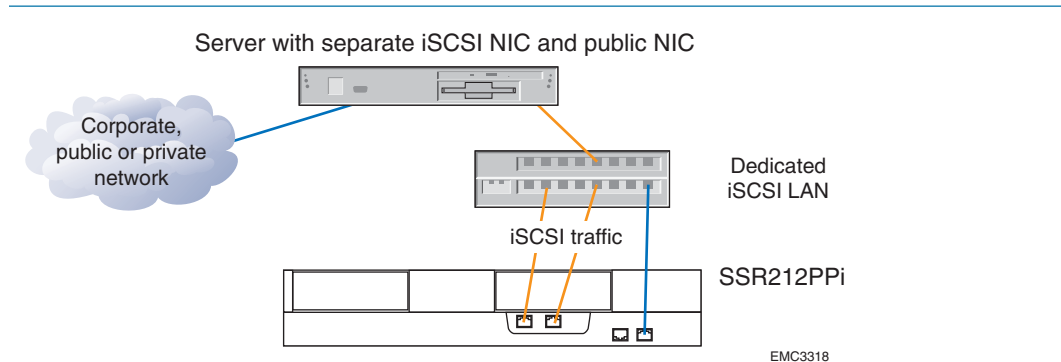 Server with separate iSCSI NIC and public NIC
Corporate,
public or private
network
Dedicated
iSCSI LAN
iSCSI traffic
SSR212PPi
EMC3318